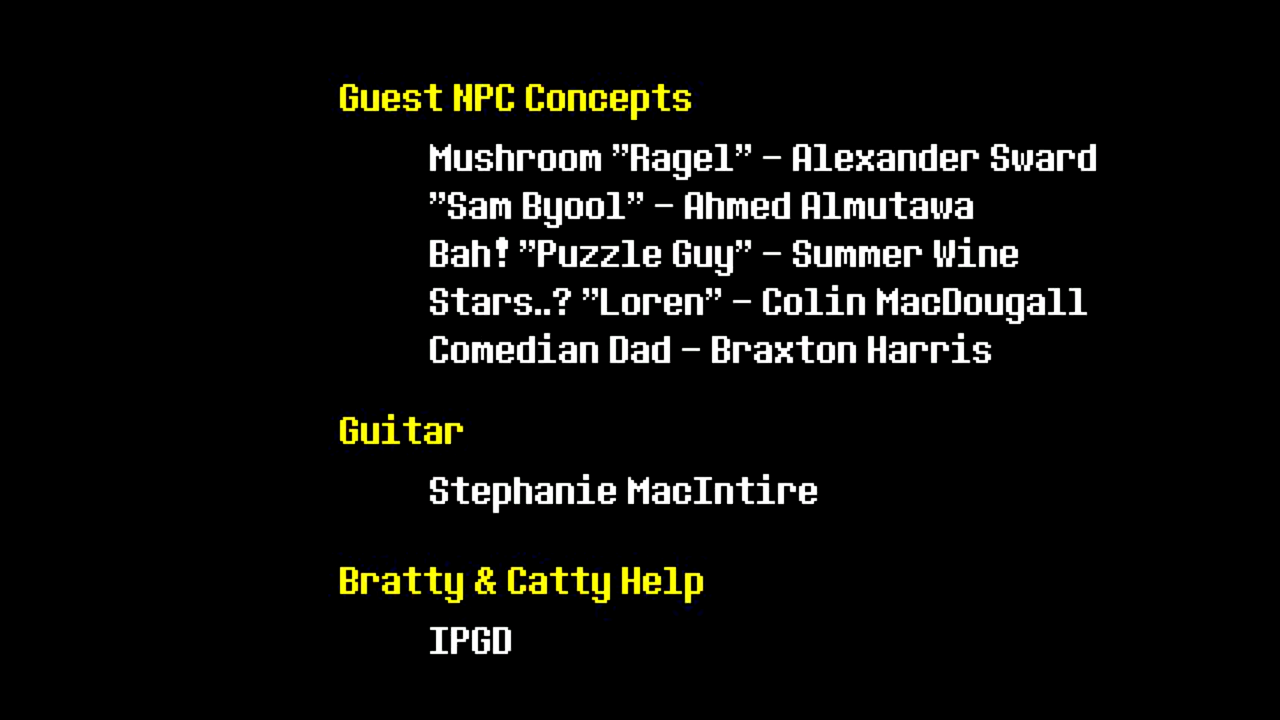 Guest NPC Concepts
Mushroom ”Ragel” – Alexander Sward
”Sam Byool” – Ahmed Almutawa
Bah! ”Puzzle Guy” – Summer Wine
Stars..? ”Loren” – Colin MacDougall
Comedian Dad – Braxton Harris
Guitar
Stephanie MacIntire
Bratty & Catty Help
IPGD